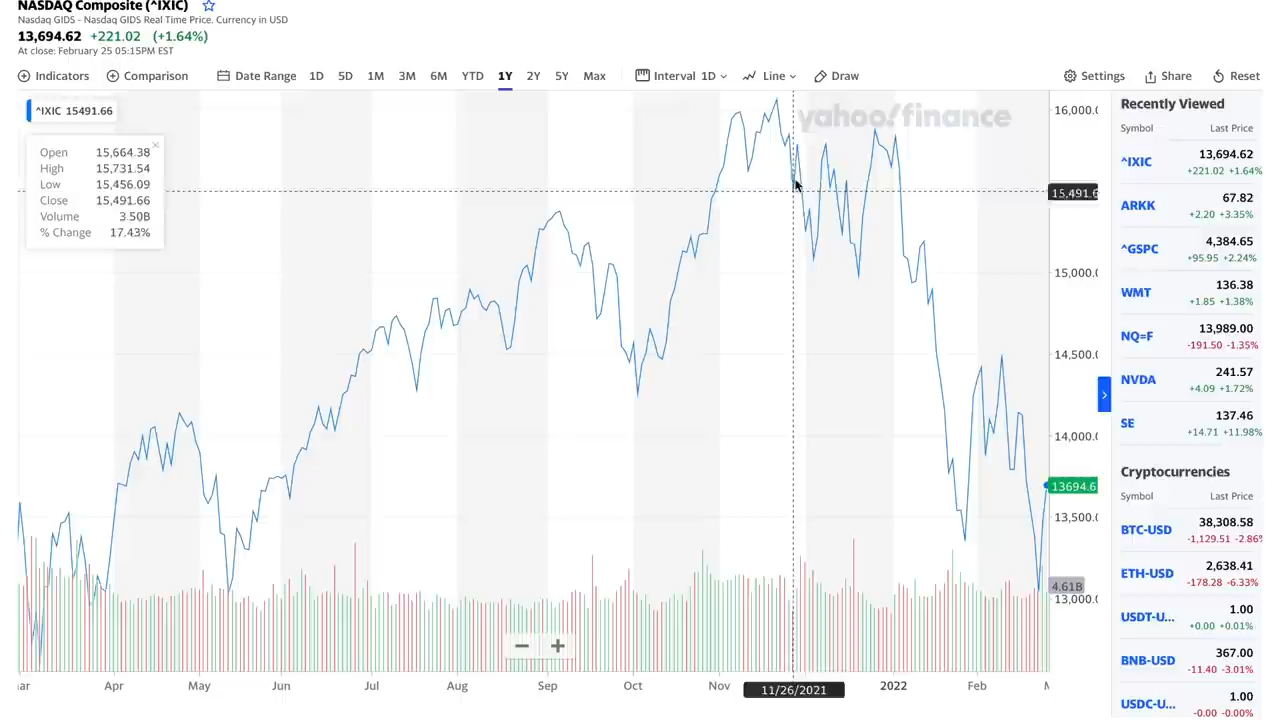 NASDAQ Composite (^IXIC)
Nasdaq GIDS - Nasdaq GIDS Real Time Price. Currency in USD
13,694.62 +221.02 (+1.64%)
At close: February 25 05:15PM EST
Indicators Comparison Date Range 1D 5D 1M 3M 6M YTD 1Y 2Y 5Y Max Interval 1D Line Draw Settings Share Reset
^IXIC 15491.66
Open 15,664.38
High 15,731.54
Low 15,456.09
Close 15,491.66
Volume 3.50B
% Change 17.43%
yahoo!finance
16,000.0
15,491.6
15,000.0
14,500.0
14,000.0
13694.6
13,500.0
4.61B
13,000.0
ar Apr May Jun Jul Aug Sep Oct Nov 11/26/2021 2022 Feb M
Recently Viewed
Symbol Last Price
^IXIC 13,694.62
+221.02 +1.64%
ARKK 67.82
+2.20 +3.35%
^GSPC 4,384.65
+95.95 +2.24%
WMT 136.38
+1.85 +1.38%
NQ=F 13,989.00
-191.50 -1.35%
NVDA 241.57
+4.09 +1.72%
SE 137.46
+14.71 +11.98%
Cryptocurrencies
Symbol Last Price
BTC-USD 38,308.58
-1,129.51 -2.86%
ETH-USD 2,638.41
-178.28 -6.33%
USDT-U... 1.00
+0.00 +0.01%
BNB-USD 367.00
-11.40 -3.01%
USDC-U... 1.00
-0.00 -0.00%